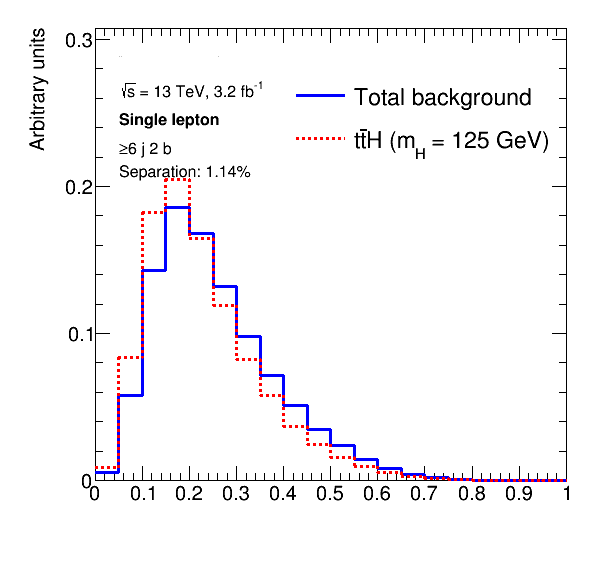 Arbitrary units
0.3
0.2
0.1
0
√s = 13 TeV, 3.2 fb⁻¹
Single lepton
≥6 j 2 b
Separation: 1.14%
Total background
tt̄H (m_H = 125 GeV)
0 0.1 0.2 0.3 0.4 0.5 0.6 0.7 0.8 0.9 1